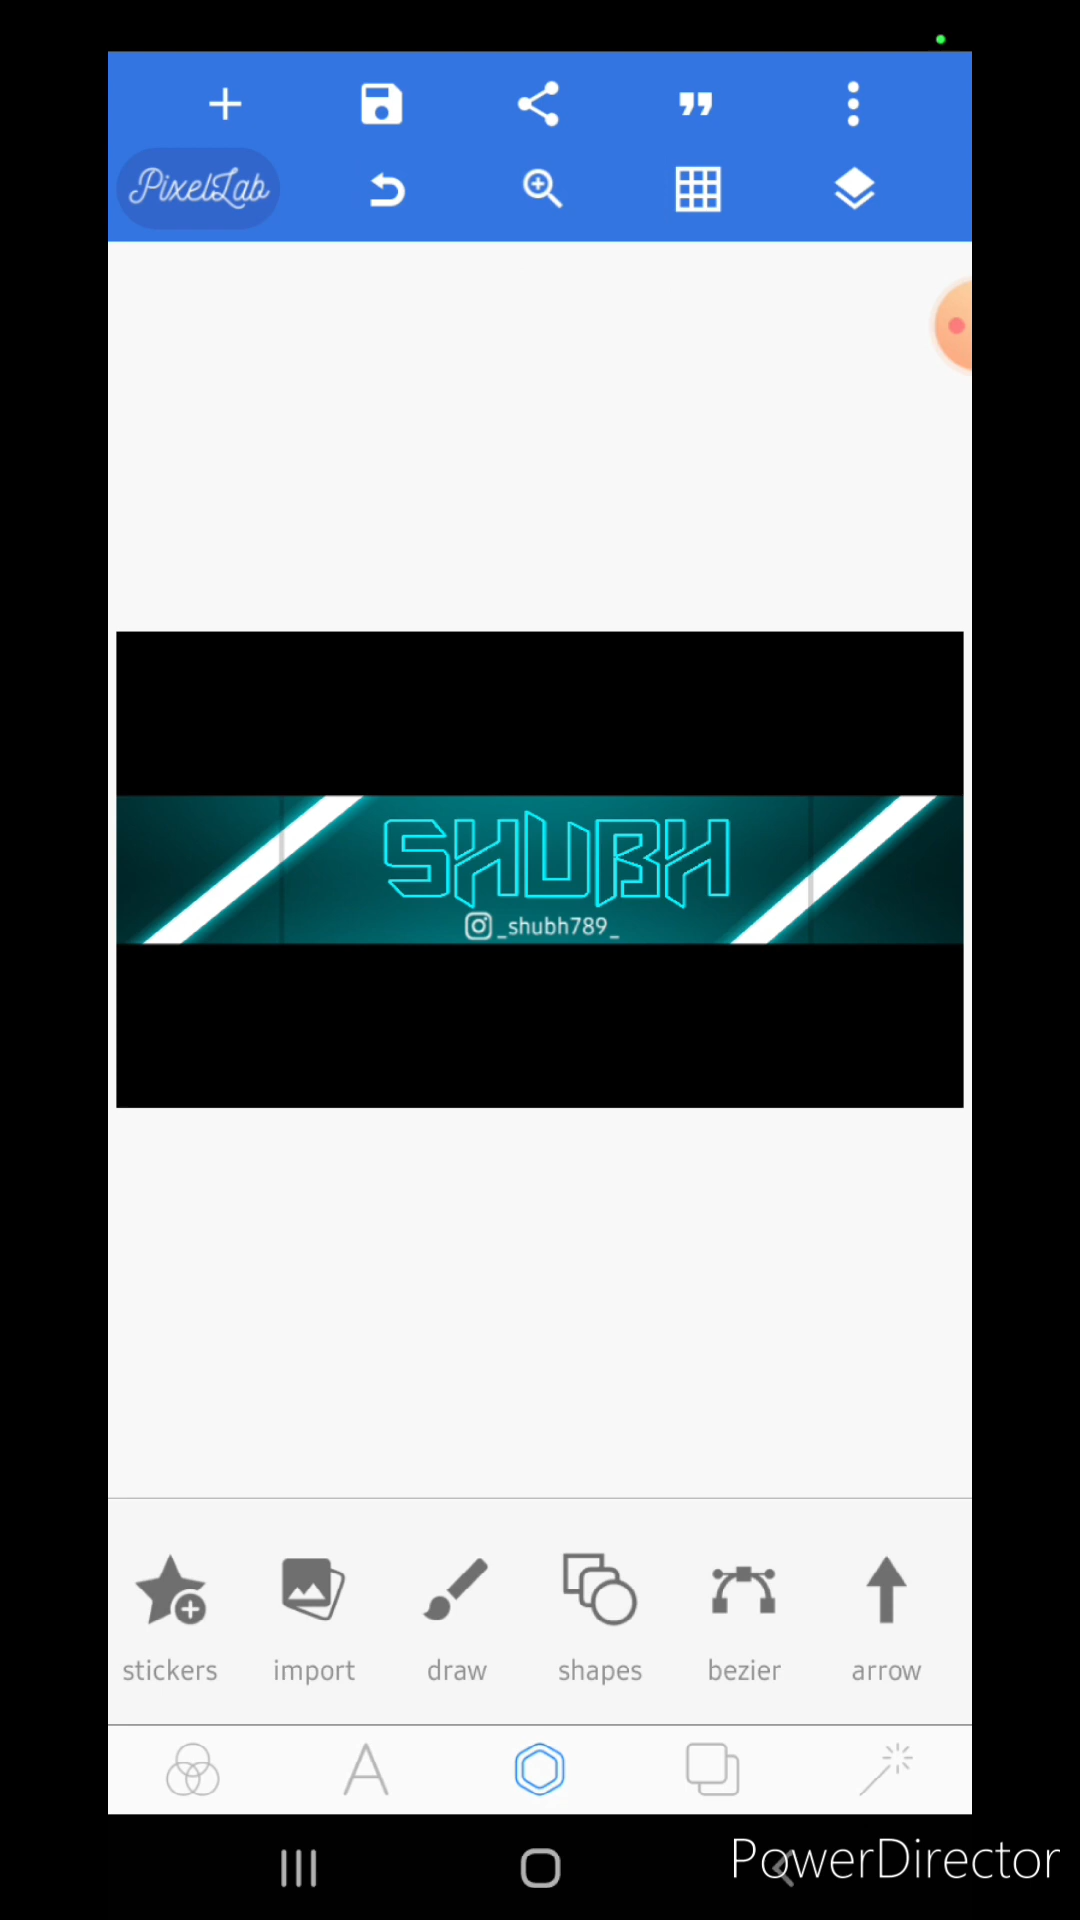 PixelLab
SHUBH
_shubh789_
stickers import draw shapes bezier arrow
PowerDirector